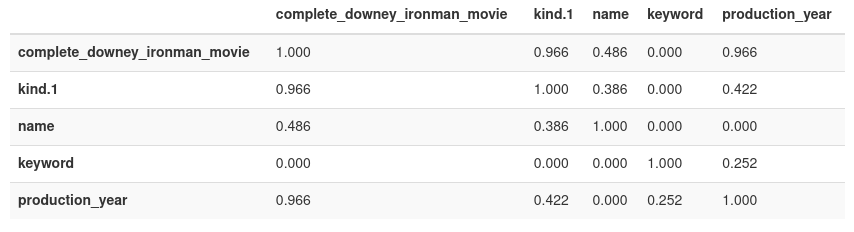 complete_downey_ironman_movie kind.1 name keyword production_year
complete_downey_ironman_movie 1.000 0.966 0.486 0.000 0.966
kind.1 0.966 1.000 0.386 0.000 0.422
name 0.486 0.386 1.000 0.000 0.000
keyword 0.000 0.000 0.000 1.000 0.252
production_year 0.966 0.422 0.000 0.252 1.000